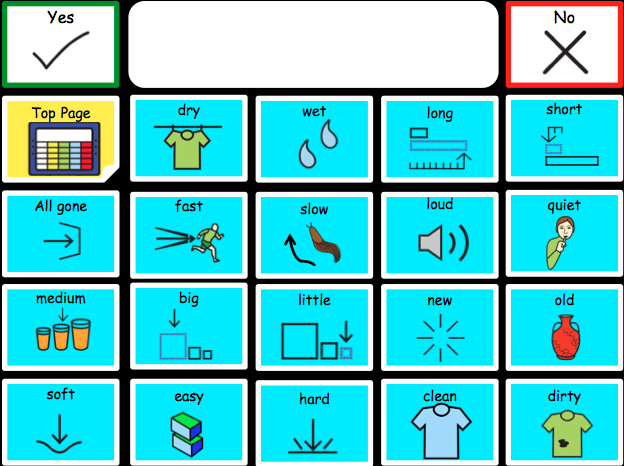 Yes
No
Top Page
dry
wet
long
short
All gone
fast
slow
loud
quiet
medium
big
little
new
old
soft
easy
hard
clean
dirty